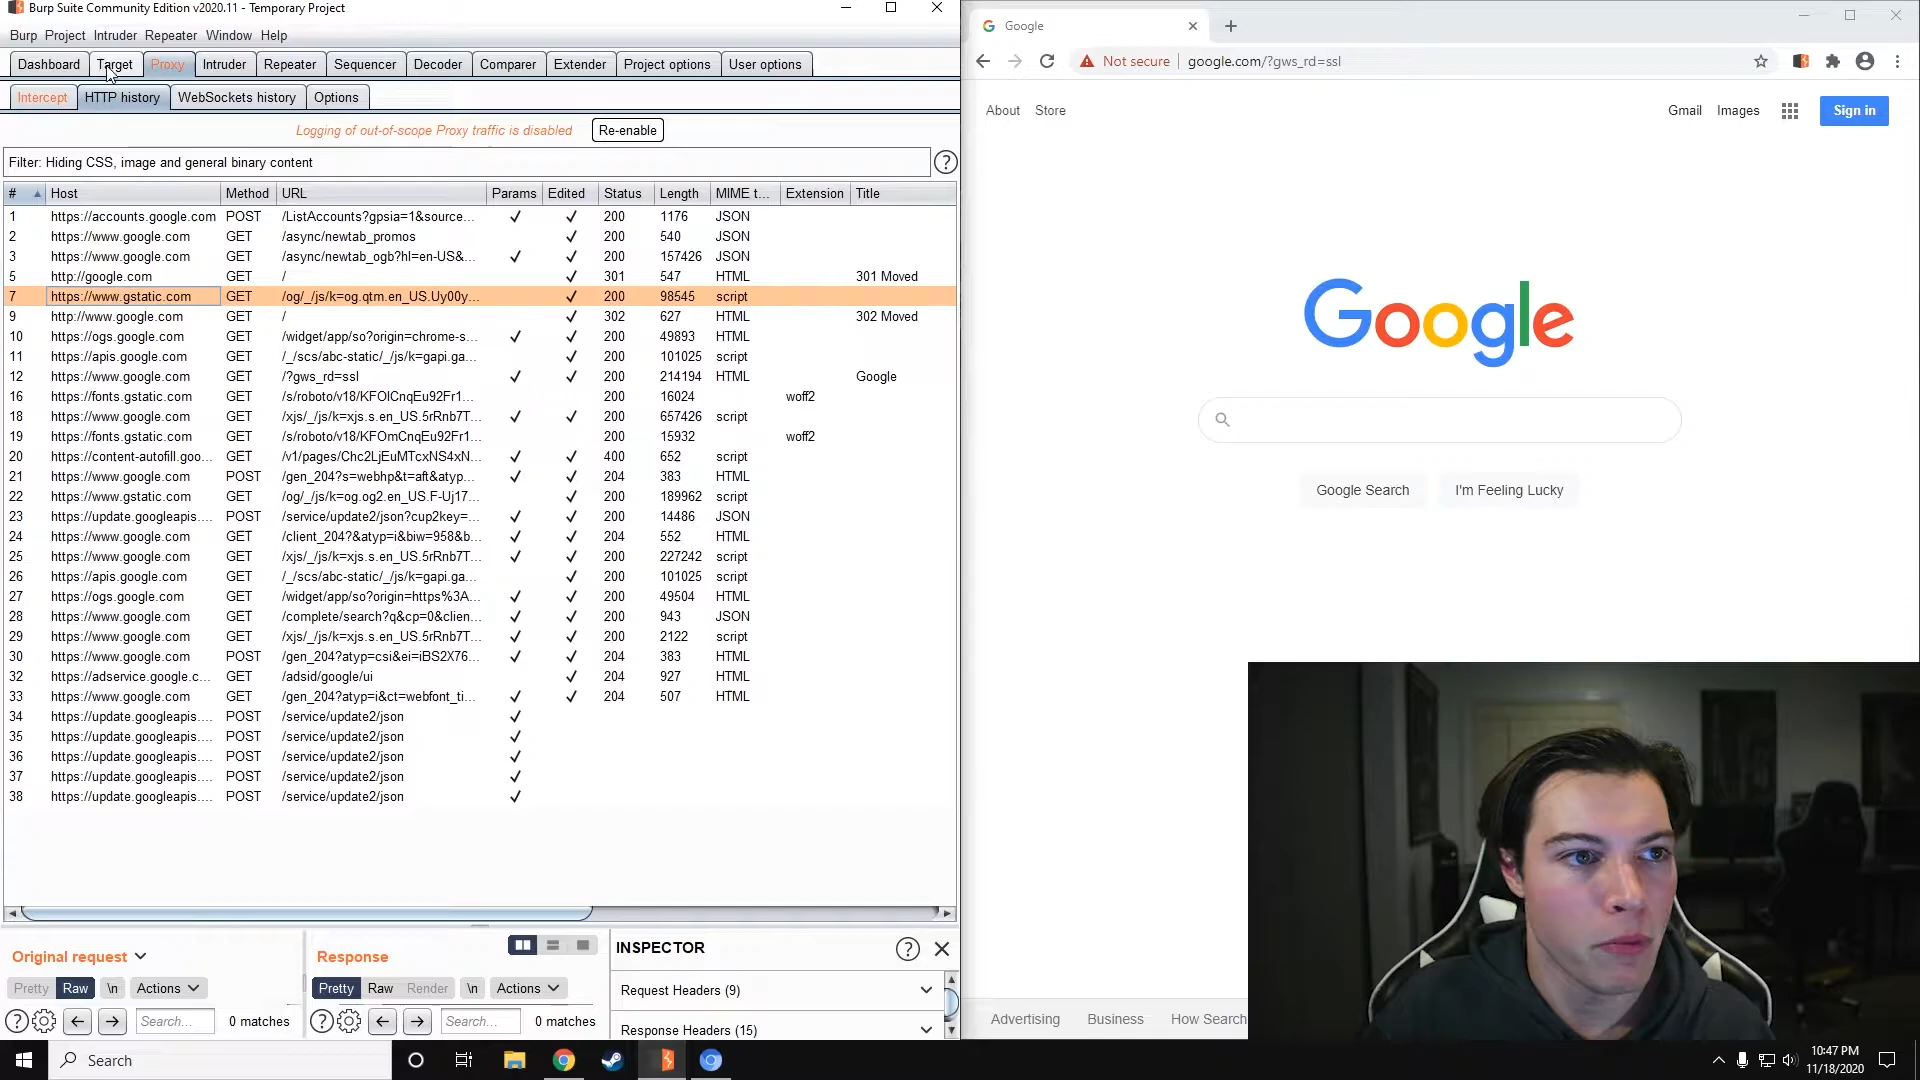 Burp Suite Community Edition v2020.11 - Temporary Project
Burp Project Intruder Repeater Window Help
Dashboard Target Proxy Intruder Repeater Sequencer Decoder Comparer Extender Project options User options
Intercept HTTP history WebSockets history Options
Logging of out-of-scope Proxy traffic is disabled Re-enable
Filter: Hiding CSS, image and general binary content ?
# Host Method URL Params Edited Status Length MIME t... Extension Title
1 https://accounts.google.com POST /ListAccounts?gpsia=1&source... ✓ ✓ 200 1176 JSON
2 https://www.google.com GET /async/newtab_promos ✓ 200 540 JSON
3 https://www.google.com GET /async/newtab_ogb?hl=en-US&... ✓ ✓ 200 157426 JSON
5 http://google.com GET / ✓ 301 547 HTML 301 Moved
7 https://www.gstatic.com GET /og/_/js/k=og.qtm.en_US.Uy00y... ✓ 200 98545 script
9 http://www.google.com GET / ✓ 302 627 HTML 302 Moved
10 https://ogs.google.com GET /widget/app/so?origin=chrome-s... ✓ ✓ 200 49893 HTML
11 https://apis.google.com GET /_/scs/abc-static/_/js/k=gapi.ga... ✓ 200 101025 script
12 https://www.google.com GET /?gws_rd=ssl ✓ ✓ 200 214194 HTML Google
16 https://fonts.gstatic.com GET /s/roboto/v18/KFOlCnqEu92Fr1... 200 16024 woff2
18 https://www.google.com GET /xjs/_/js/k=xjs.s.en_US.5rRnb7T... ✓ ✓ 200 657426 script
19 https://fonts.gstatic.com GET /s/roboto/v18/KFOmCnqEu92Fr1... 200 15932 woff2
20 https://content-autofill.goo... GET /v1/pages/Chc2LjEuMTcxNS4xN... ✓ ✓ 400 652 script
21 https://www.google.com POST /gen_204?s=webhp&t=aft&atyp... ✓ ✓ 204 383 HTML
22 https://www.gstatic.com GET /og/_/js/k=og.og2.en_US.F-Uj17... ✓ 200 189962 script
23 https://update.googleapis.... POST /service/update2/json?cup2key=... ✓ ✓ 200 14486 JSON
24 https://www.google.com GET /client_204?&atyp=i&biw=958&b... ✓ ✓ 204 552 HTML
25 https://www.google.com GET /xjs/_/js/k=xjs.s.en_US.5rRnb7T... ✓ ✓ 200 227242 script
26 https://apis.google.com GET /_/scs/abc-static/_/js/k=gapi.ga... ✓ 200 101025 script
27 https://ogs.google.com GET /widget/app/so?origin=https%3A... ✓ ✓ 200 49504 HTML
28 https://www.google.com GET /complete/search?q&cp=0&clien... ✓ ✓ 200 943 JSON
29 https://www.google.com GET /xjs/_/js/k=xjs.s.en_US.5rRnb7T... ✓ ✓ 200 2122 script
30 https://www.google.com POST /gen_204?atyp=csi&ei=iBS2X76... ✓ ✓ 204 383 HTML
32 https://adservice.google.c... GET /adsid/google/ui ✓ 204 927 HTML
33 https://www.google.com GET /gen_204?atyp=i&ct=webfont_ti... ✓ ✓ 204 507 HTML
34 https://update.googleapis.... POST /service/update2/json ✓
35 https://update.googleapis.... POST /service/update2/json ✓
36 https://update.googleapis.... POST /service/update2/json ✓
37 https://update.googleapis.... POST /service/update2/json ✓
38 https://update.googleapis.... POST /service/update2/json ✓
Original request
Pretty Raw \n Actions
? Search... 0 matches
Response
Pretty Raw Render \n Actions
? Search... 0 matches
INSPECTOR ?
Request Headers (9)
Response Headers (15)
Google
Not secure google.com/?gws_rd=ssl
About Store Gmail Images Sign in
Google
Google Search I'm Feeling Lucky
Advertising Business How Search
Search
10:47 PM
11/18/2020